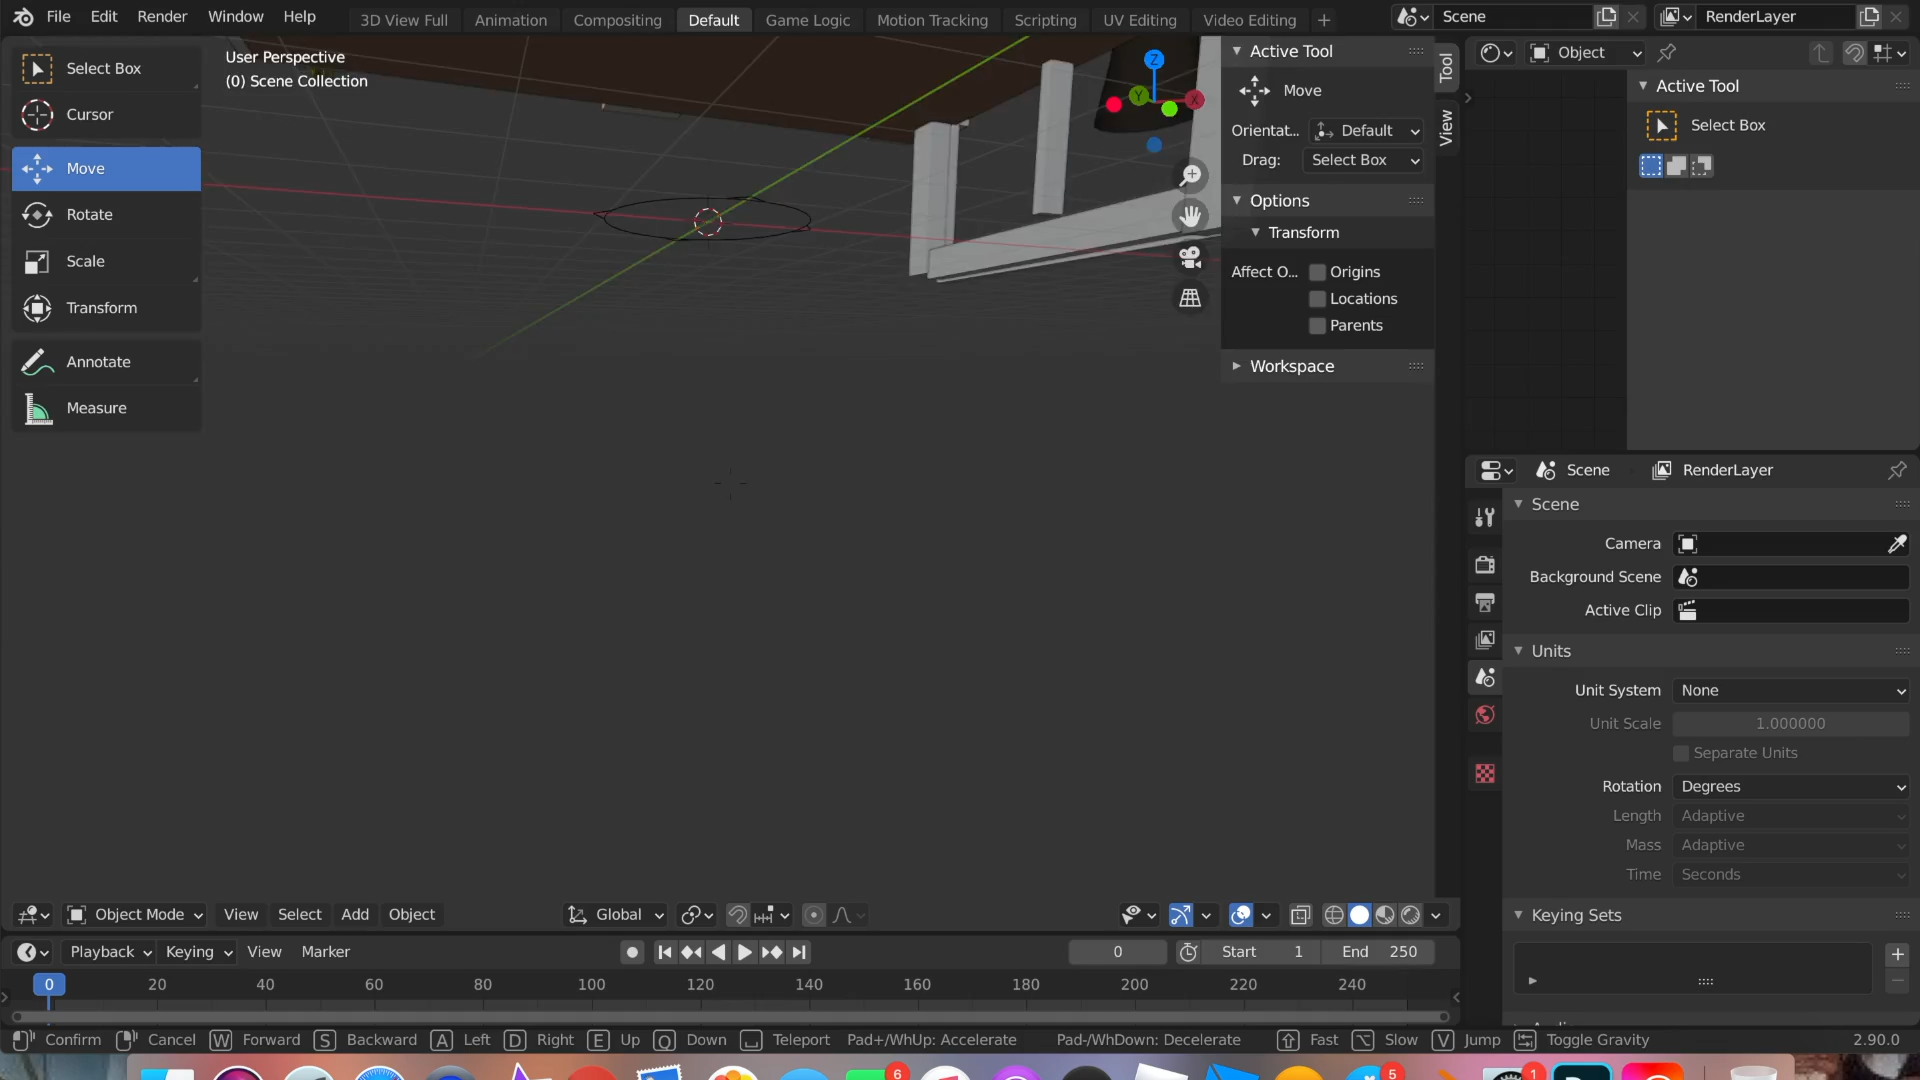 File Edit Render Window Help 3D View Full Animation Compositing Default Game Logic Motion Tracking Scripting UV Editing Video Editing + Scene RenderLayer
User Perspective
(0) Scene Collection
Select Box
Cursor
Move
Rotate
Scale
Transform
Annotate
Measure
Z
Y
X
Active Tool
Move
Orientat... Default
Drag: Select Box
Options
Transform
Affect O... Origins
Locations
Parents
Workspace
Tool
View
Object
Active Tool
Select Box
Scene RenderLayer
Scene
Camera
Background Scene
Active Clip
Units
Unit System None
Unit Scale 1.000000
Separate Units
Rotation Degrees
Length Adaptive
Mass Adaptive
Time Seconds
Keying Sets
Object Mode View Select Add Object Global
Playback Keying View Marker 0 Start 1 End 250
0 20 40 60 80 100 120 140 160 180 200 220 240
Confirm Cancel W Forward S Backward A Left D Right E Up Q Down Teleport Pad+/WhUp: Accelerate Pad-/WhDown: Decelerate Fast Slow V Jump Toggle Gravity 2.90.0
6 5 1